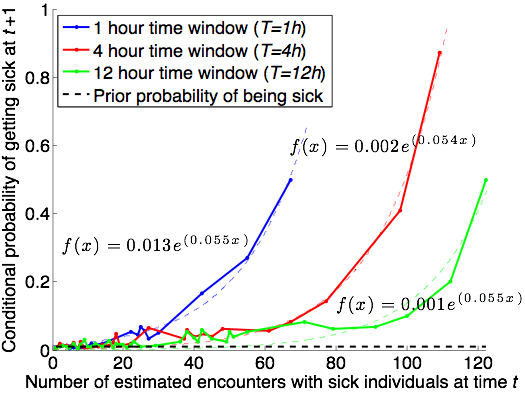 1 hour time window (T=1h)
4 hour time window (T=4h)
12 hour time window (T=12h)
Prior probability of being sick
Conditional probability of getting sick at t+1
1
0.8
0.6
0.4
0.2
0
f(x) = 0.002e^(0.054x)
f(x) = 0.013e^(0.055x)
f(x) = 0.001e^(0.055x)
0 20 40 60 80 100 120
Number of estimated encounters with sick individuals at time t